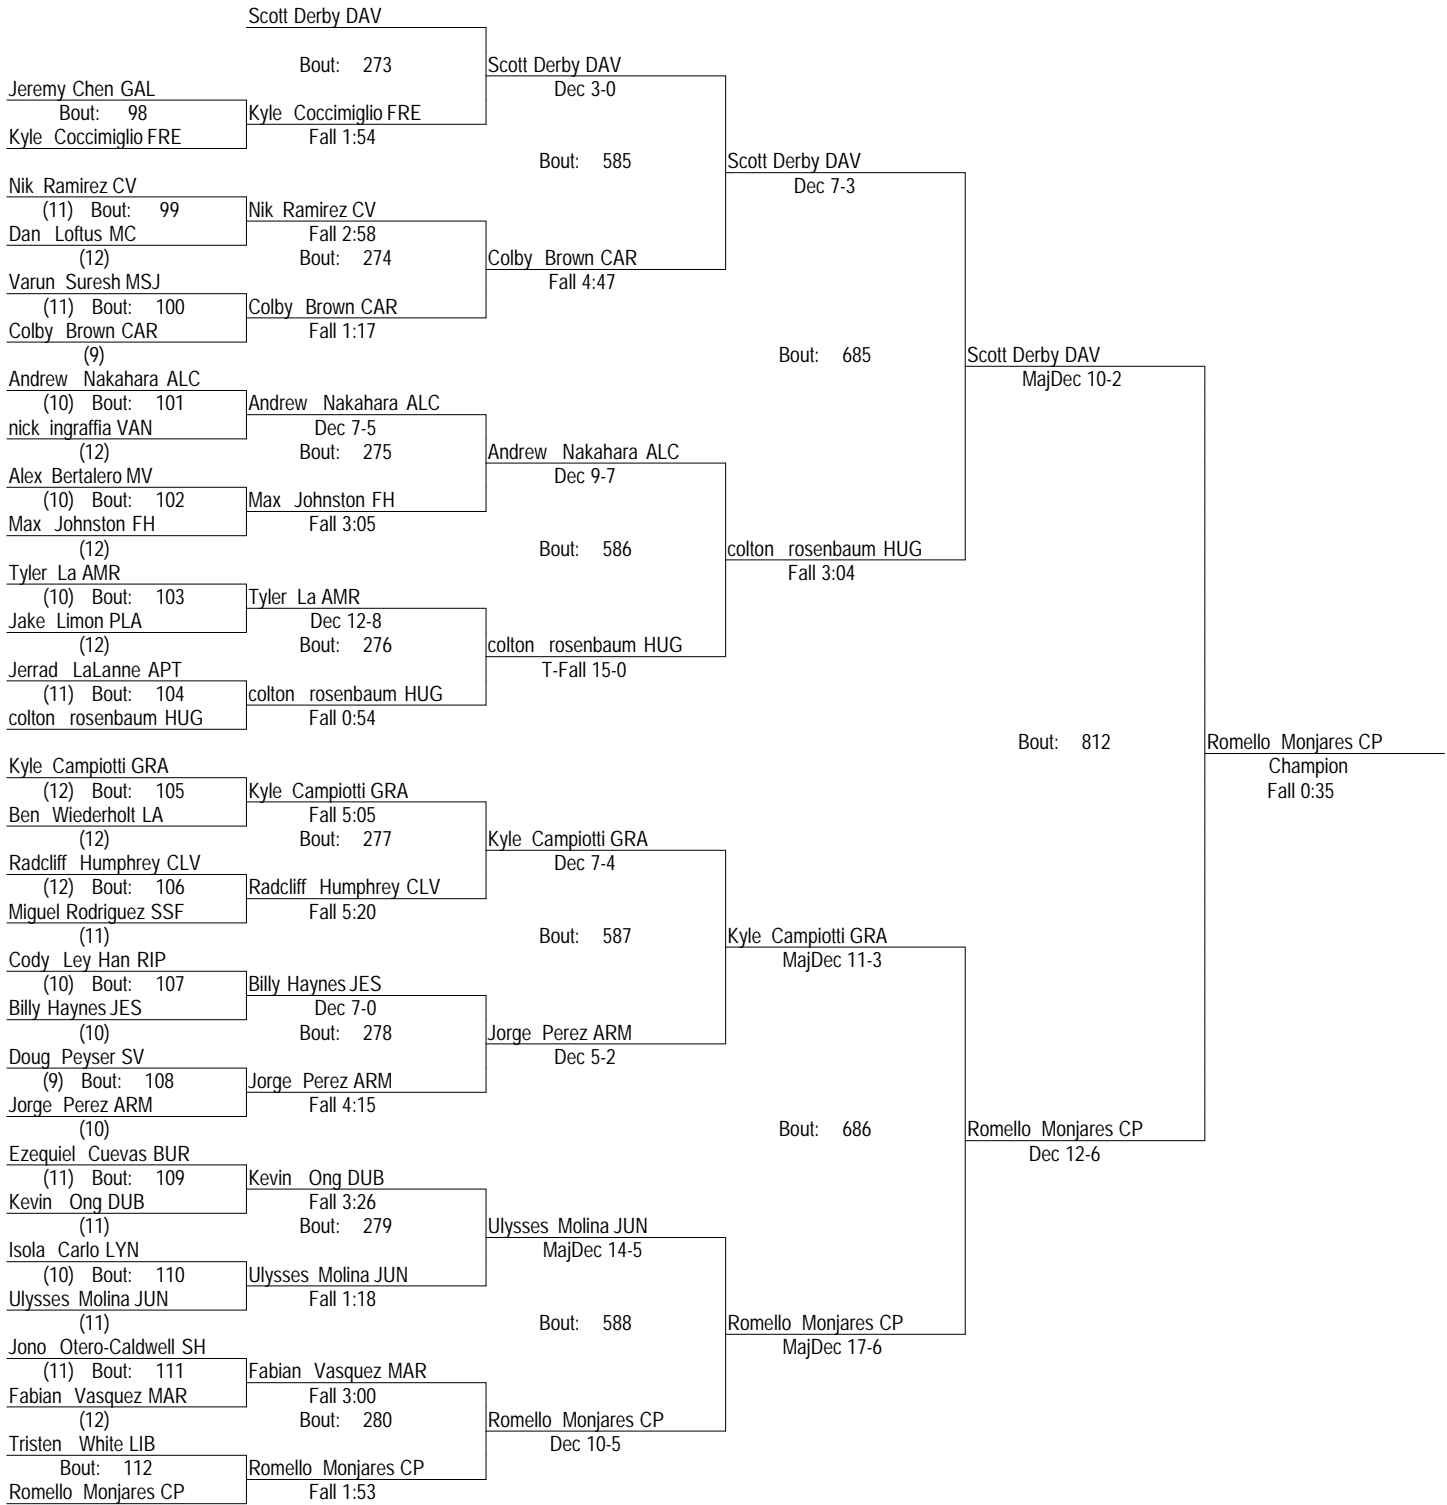 Scott Derby DAV
Bout: 273 Scott Derby DAV
Jeremy Chen GAL Dec 3-0
Bout: 98 Kyle Coccimiglio FRE
Kyle Coccimiglio FRE Fall 1:54
Bout: 585 Scott Derby DAV
Nik Ramirez CV Dec 7-3
(11) Bout: 99 Nik Ramirez CV
Dan Loftus MC Fall 2:58
(12) Bout: 274 Colby Brown CAR
Varun Suresh MSJ Fall 4:47
(11) Bout: 100 Colby Brown CAR
Colby Brown CAR Fall 1:17
(9) Bout: 685 Scott Derby DAV
Andrew Nakahara ALC MajDec 10-2
(10) Bout: 101 Andrew Nakahara ALC
nick ingraffia VAN Dec 7-5
(12) Bout: 275 Andrew Nakahara ALC
Alex Bertalero MV Dec 9-7
(10) Bout: 102 Max Johnston FH
Max Johnston FH Fall 3:05
(12) Bout: 586 colton rosenbaum HUG
Tyler La AMR Fall 3:04
(10) Bout: 103 Tyler La AMR
Jake Limon PLA Dec 12-8
(12) Bout: 276 colton rosenbaum HUG
Jerrad LaLanne APT T-Fall 15-0
(11) Bout: 104 colton rosenbaum HUG
colton rosenbaum HUG Fall 0:54
Bout: 812 Romello Monjares CP
Kyle Campiotti GRA Champion
(12) Bout: 105 Kyle Campiotti GRA Fall 0:35
Ben Wiederholt LA Fall 5:05
(12) Bout: 277 Kyle Campiotti GRA
Radcliff Humphrey CLV Dec 7-4
(12) Bout: 106 Radcliff Humphrey CLV
Miguel Rodriguez SSF Fall 5:20
(11) Bout: 587 Kyle Campiotti GRA
Cody Ley Han RIP MajDec 11-3
(10) Bout: 107 Billy Haynes JES
Billy Haynes JES Dec 7-0
(10) Bout: 278 Jorge Perez ARM
Doug Peyser SV Dec 5-2
(9) Bout: 108 Jorge Perez ARM
Jorge Perez ARM Fall 4:15
(10) Bout: 686 Romello Monjares CP
Ezequiel Cuevas BUR Dec 12-6
(11) Bout: 109 Kevin Ong DUB
Kevin Ong DUB Fall 3:26
(11) Bout: 279 Ulysses Molina JUN
Isola Carlo LYN MajDec 14-5
(10) Bout: 110 Ulysses Molina JUN
Ulysses Molina JUN Fall 1:18
(11) Bout: 588 Romello Monjares CP
Jono Otero-Caldwell SH MajDec 17-6
(11) Bout: 111 Fabian Vasquez MAR
Fabian Vasquez MAR Fall 3:00
(12) Bout: 280 Romello Monjares CP
Tristen White LIB Dec 10-5
Bout: 112 Romello Monjares CP
Romello Monjares CP Fall 1:53